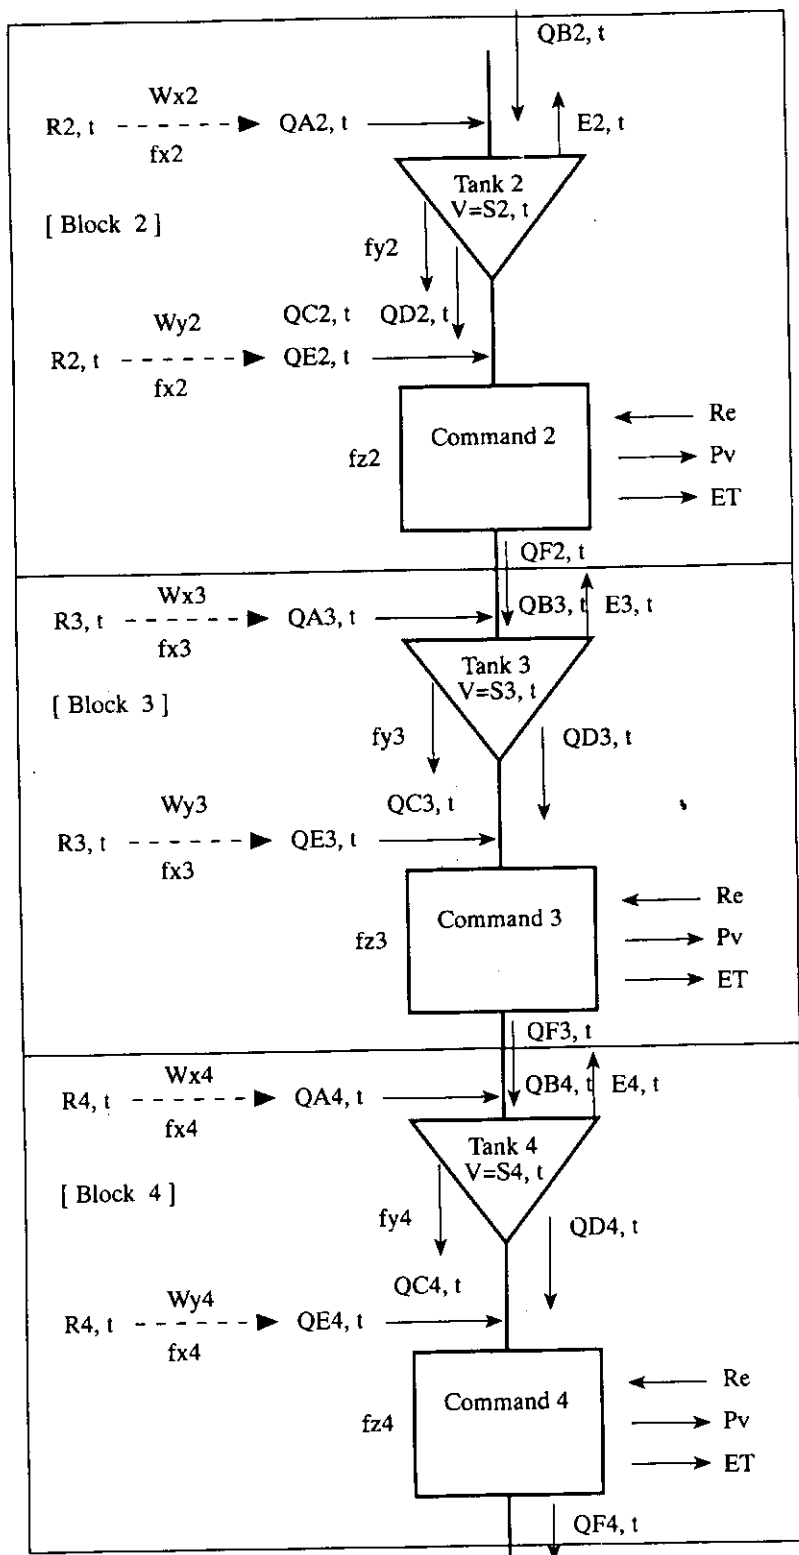 QB2, t
Wx2
R2, t
QA2, t
E2, t
fx2
Tank 2
V=S2, t
[ Block 2 ]
fy2
QC2, t
QD2, t
Wy2
R2, t
QE2, t
fx2
Re
Command 2
fz2
Pv
ET
QF2, t
Wx3
R3, t
QA3, t
QB3, t
E3, t
fx3
Tank 3
V=S3, t
[ Block 3 ]
fy3
QD3, t
Wy3
QC3, t
R3, t
QE3, t
fx3
Re
Command 3
fz3
Pv
ET
QF3, t
Wx4
R4, t
QA4, t
QB4, t
E4, t
fx4
Tank 4
V=S4, t
[ Block 4 ]
fy4
QD4, t
Wy4
QC4, t
R4, t
QE4, t
fx4
Re
Command 4
fz4
Pv
ET
QF4, t